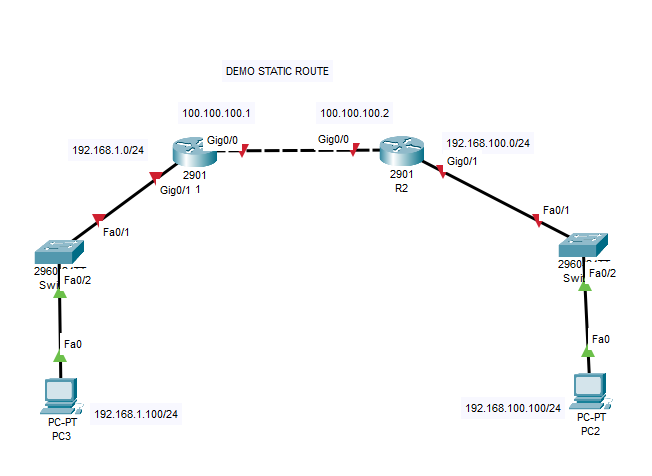 DEMO STATIC ROUTE
100.100.100.1
100.100.100.2
Gig0/0
Gig0/0
192.168.1.0/24
192.168.100.0/24
2901
1
2901
R2
Gig0/1
Gig0/1
Fa0/1
Fa0/1
2960
Fa0/2
2960
Fa0/2
Fa0
Fa0
192.168.1.100/24
192.168.100.100/24
PC-PT
PC3
PC-PT
PC2